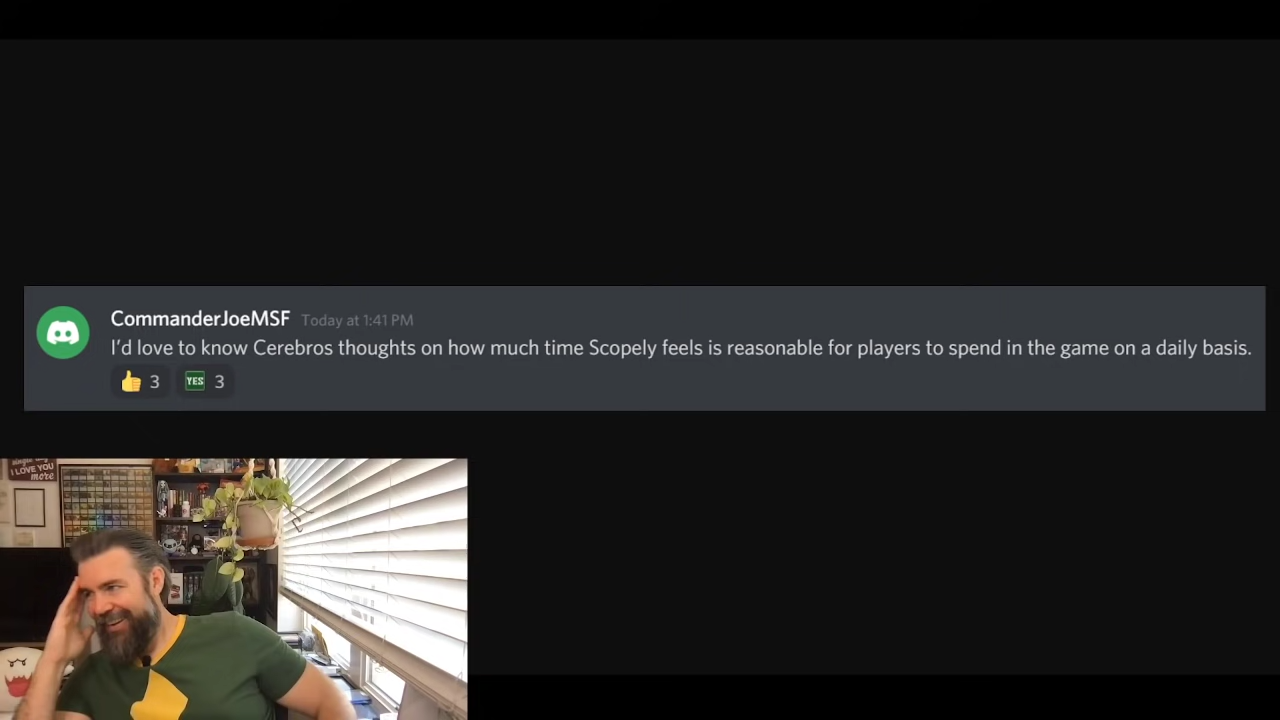 CommanderJoeMSF Today at 1:41 PM
I'd love to know Cerebros thoughts on how much time Scopely feels is reasonable for players to spend in the game on a daily basis.
3 YES 3
I LOVE YOU
more